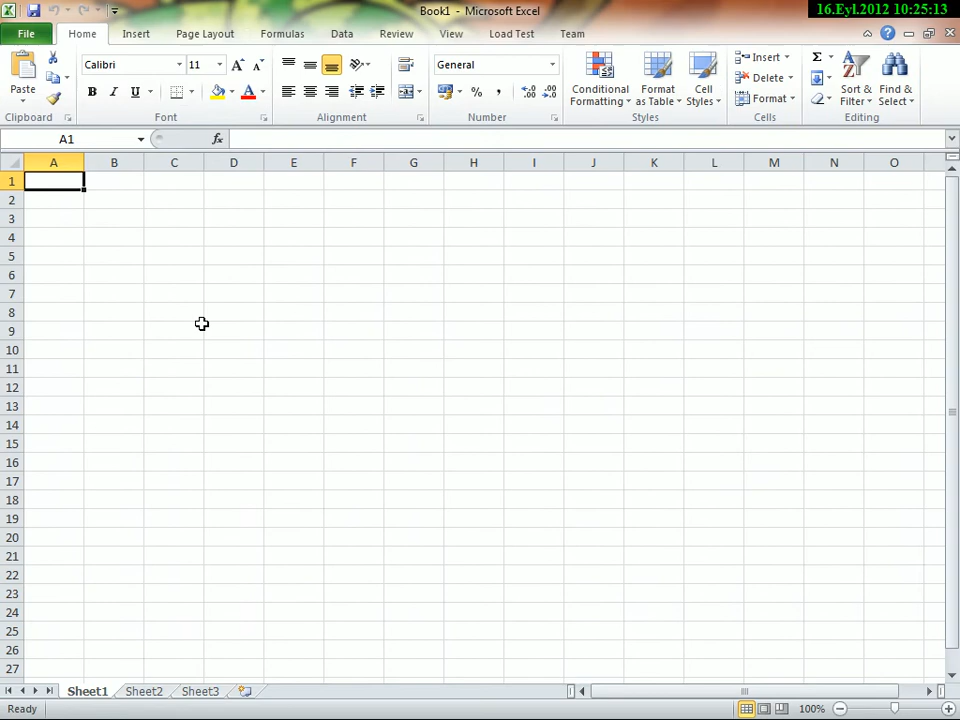 Book1 - Microsoft Excel
16.Eyl.2012 10:25:13
File Home Insert Page Layout Formulas Data Review View Load Test Team
Calibri 11 General Insert
Paste Delete
Conditional Formatting Format as Table Cell Styles Sort & Filter Find & Select
B I U % , Format
Clipboard Font Alignment Number Styles Cells Editing
A1 fx
A B C D E F G H I J K L M N O
1
2
3
4
5
6
7
8
9
10
11
12
13
14
15
16
17
18
19
20
21
22
23
24
25
26
27
Sheet1 Sheet2 Sheet3
Ready 100%